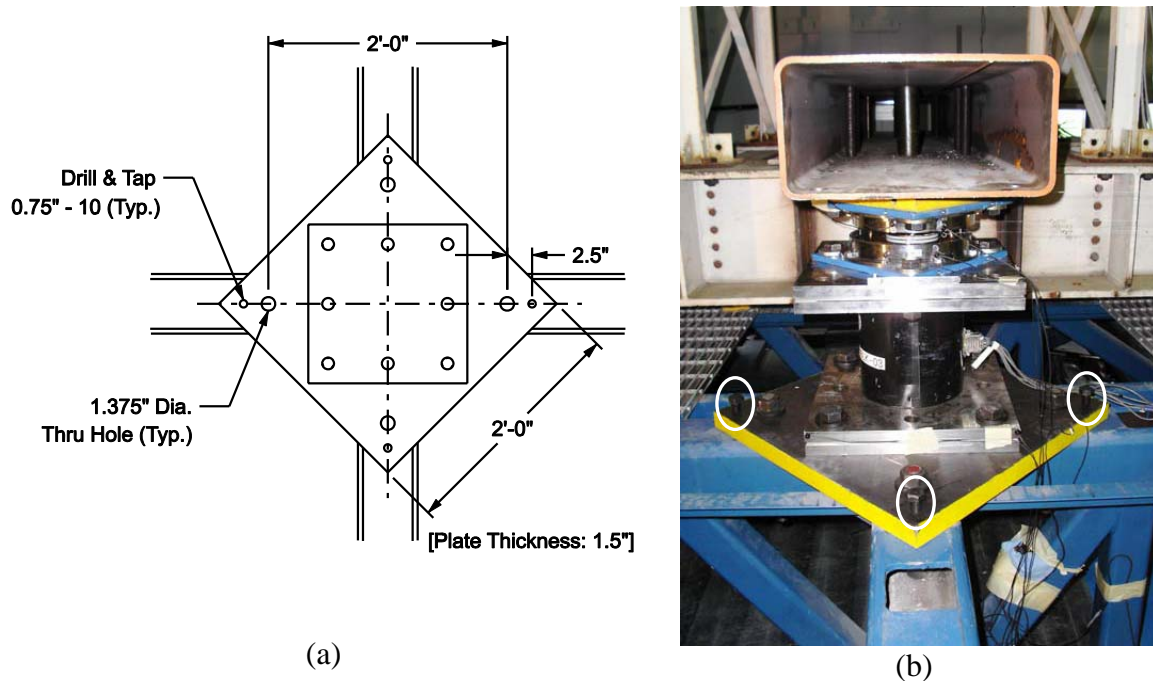 2'-0"
Drill & Tap
0.75" - 10 (Typ.)
2.5"
1.375" Dia.
Thru Hole (Typ.)
2'-0"
[Plate Thickness: 1.5"]
(a)
(b)